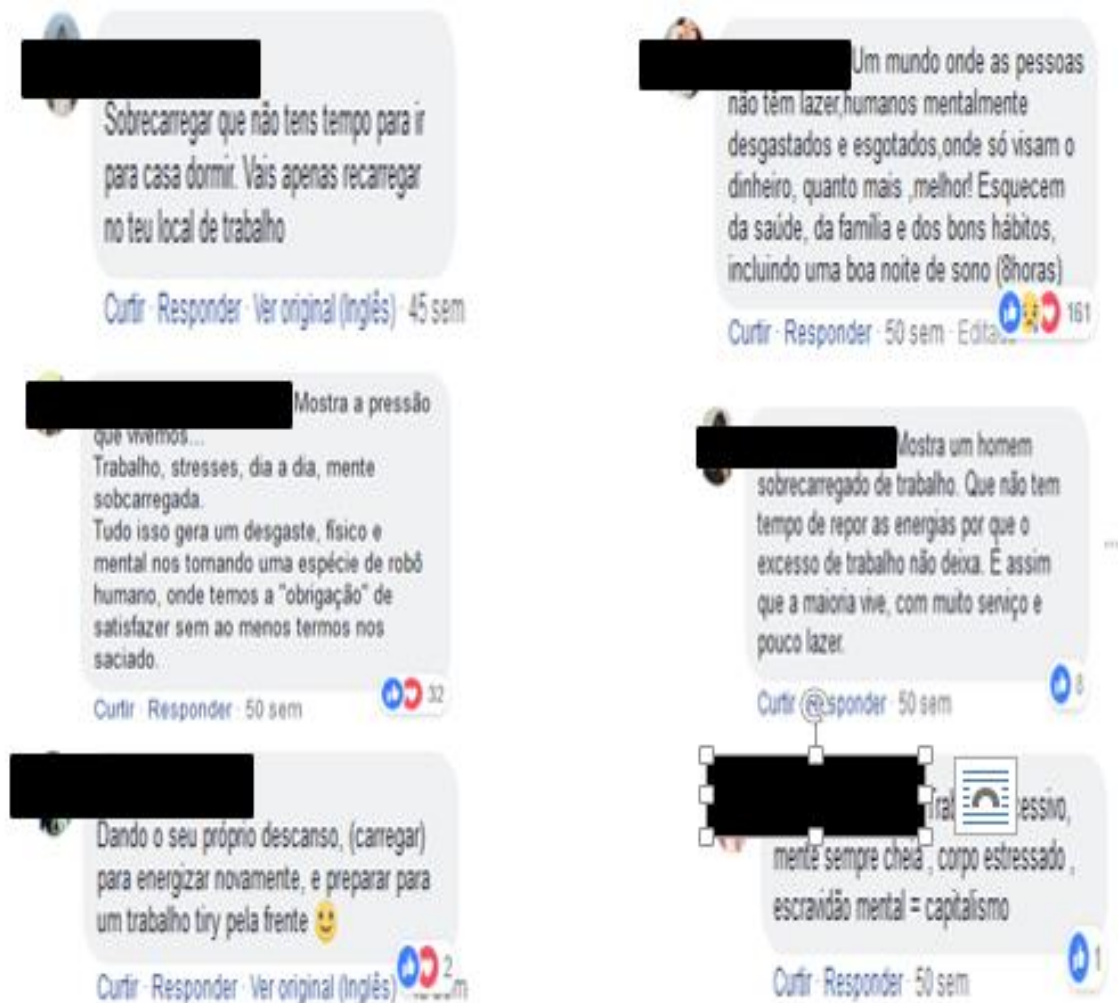 Sobrecarregar que não tens tempo para ir
para casa dormir. Vais apenas recarregar
no teu local de trabalho
Curtir · Responder · Ver original (Inglês) · 45 sem
Mostra a pressão
que vivemos...
Trabalho, stresses, dia a dia, mente
sobcarregada.
Tudo isso gera um desgaste, físico e
mental nos tornando uma espécie de robô
humano, onde temos a "obrigação" de
satisfazer sem ao menos termos nos
saciado.
32
Curtir · Responder · 50 sem
Dando o seu próprio descanso, (carregar)
para energizar novamente, e preparar para
um trabalho tiry pela frente
2
Curtir · Responder · Ver original (Inglês)
Um mundo onde as pessoas
não têm lazer,humanos mentalmente
desgastados e esgotados,onde só visam o
dinheiro, quanto mais ,melhor! Esquecem
da saúde, da família e dos bons hábitos,
incluindo uma boa noite de sono (8horas)
161
Curtir · Responder · 50 sem ·
Mostra um homem
sobrecarregado de trabalho. Que não tem
tempo de repor as energias por que o
excesso de trabalho não deixa. É assim
que a maioria vive, com muto serviço e
pouco lazer.
8
Curtir · Responder · 50 sem
mente sempre cheia , corpo estressado ,
escravidão mental = capitalismo
1
Curtir · Responder · 50 sem